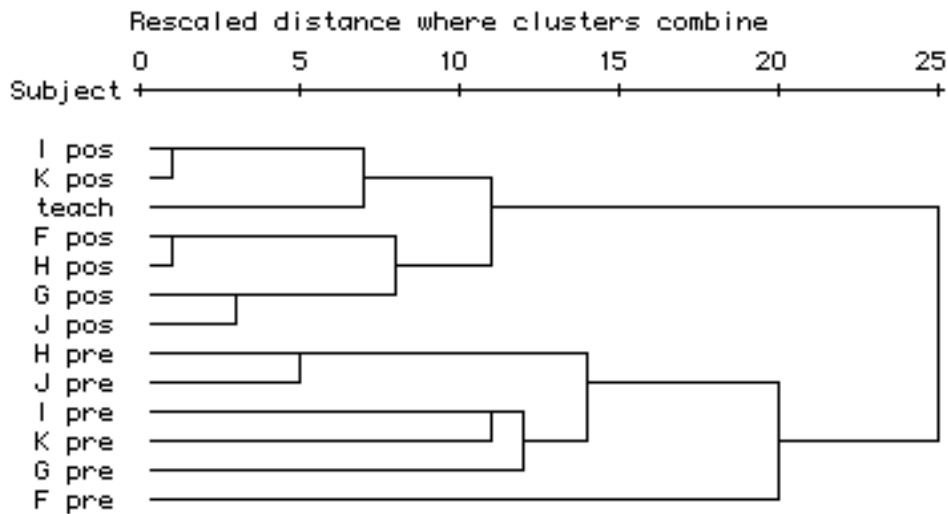 Rescaled distance where clusters combine
0 5 10 15 20 25
Subject
I pos
K pos
teach
F pos
H pos
G pos
J pos
H pre
J pre
I pre
K pre
G pre
F pre